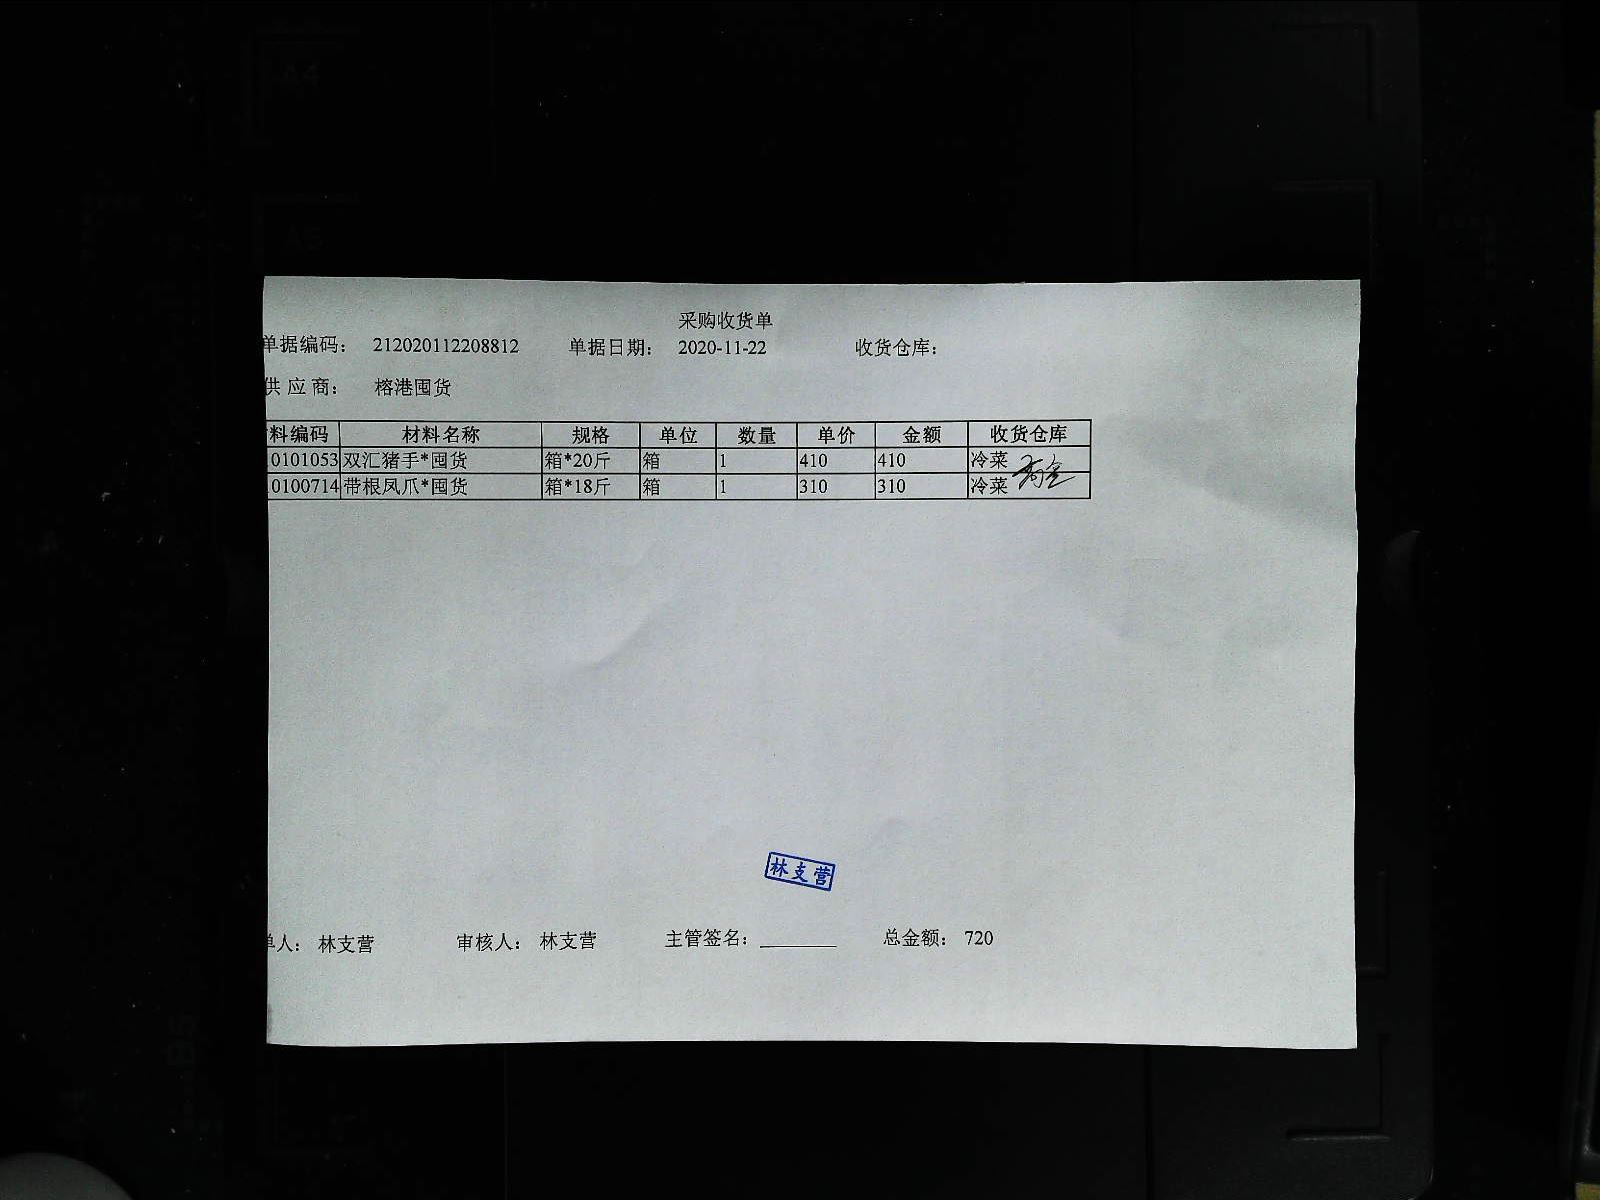 采购收货单
单据编码： 212020112208812 单据日期： 2020-11-22 收货仓库：
供应商： 榕港囤货
料编码 材料名称 规格 单位 数量 单价 金额 收货仓库
0101053 双汇猪手*囤货 箱*20斤 箱 1 410 410 冷菜
0100714 带根凤爪*囤货 箱*18斤 箱 1 310 310 冷菜
林支营
单人： 林支营 审核人： 林支营 主管签名： 总金额： 720